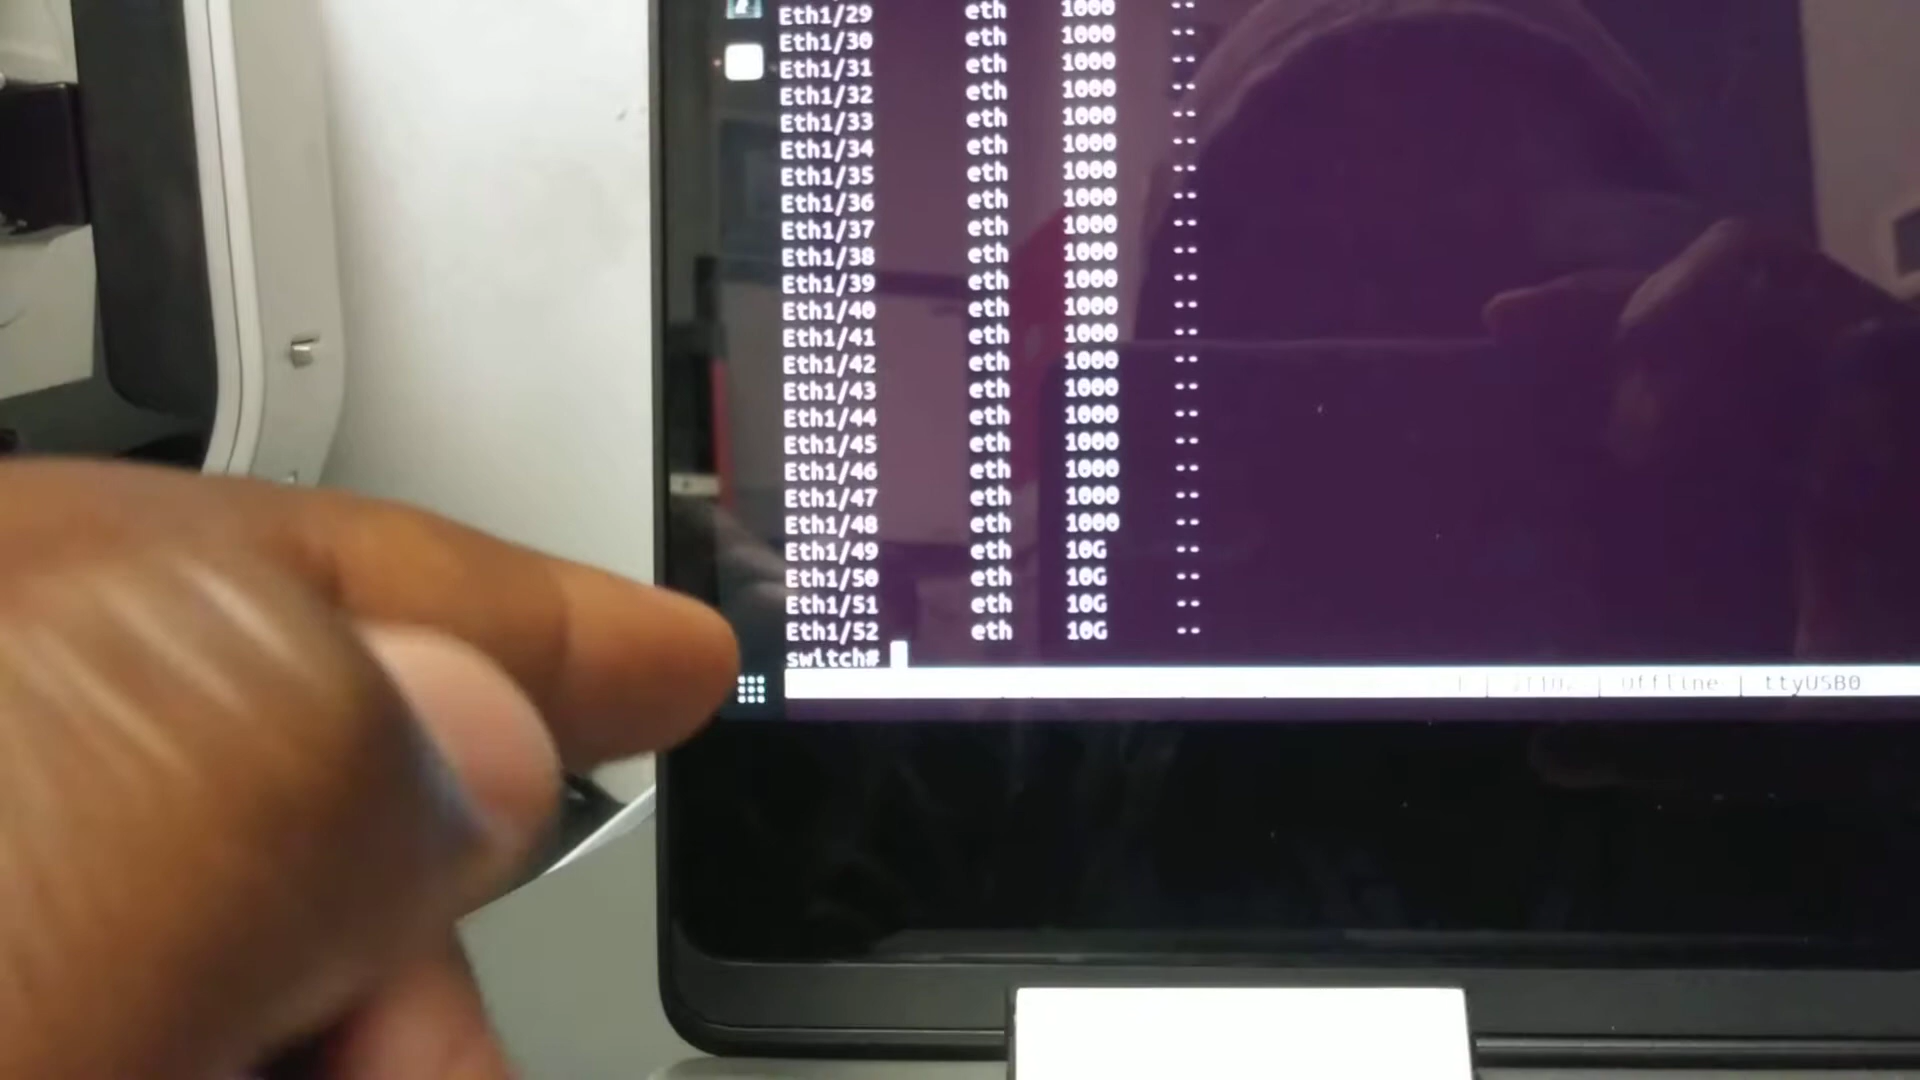 Eth1/29 eth 1000 --
Eth1/30 eth 1000 --
Eth1/31 eth 1000 --
Eth1/32 eth 1000 --
Eth1/33 eth 1000 --
Eth1/34 eth 1000 --
Eth1/35 eth 1000 --
Eth1/36 eth 1000 --
Eth1/37 eth 1000 --
Eth1/38 eth 1000 --
Eth1/39 eth 1000 --
Eth1/40 eth 1000 --
Eth1/41 eth 1000 --
Eth1/42 eth 1000 --
Eth1/43 eth 1000 --
Eth1/44 eth 1000 --
Eth1/45 eth 1000 --
Eth1/46 eth 1000 --
Eth1/47 eth 1000 --
Eth1/48 eth 1000 --
Eth1/49 eth 10G --
Eth1/50 eth 10G --
Eth1/51 eth 10G --
Eth1/52 eth 10G --
switch#
| | Offline | ttyUSB0